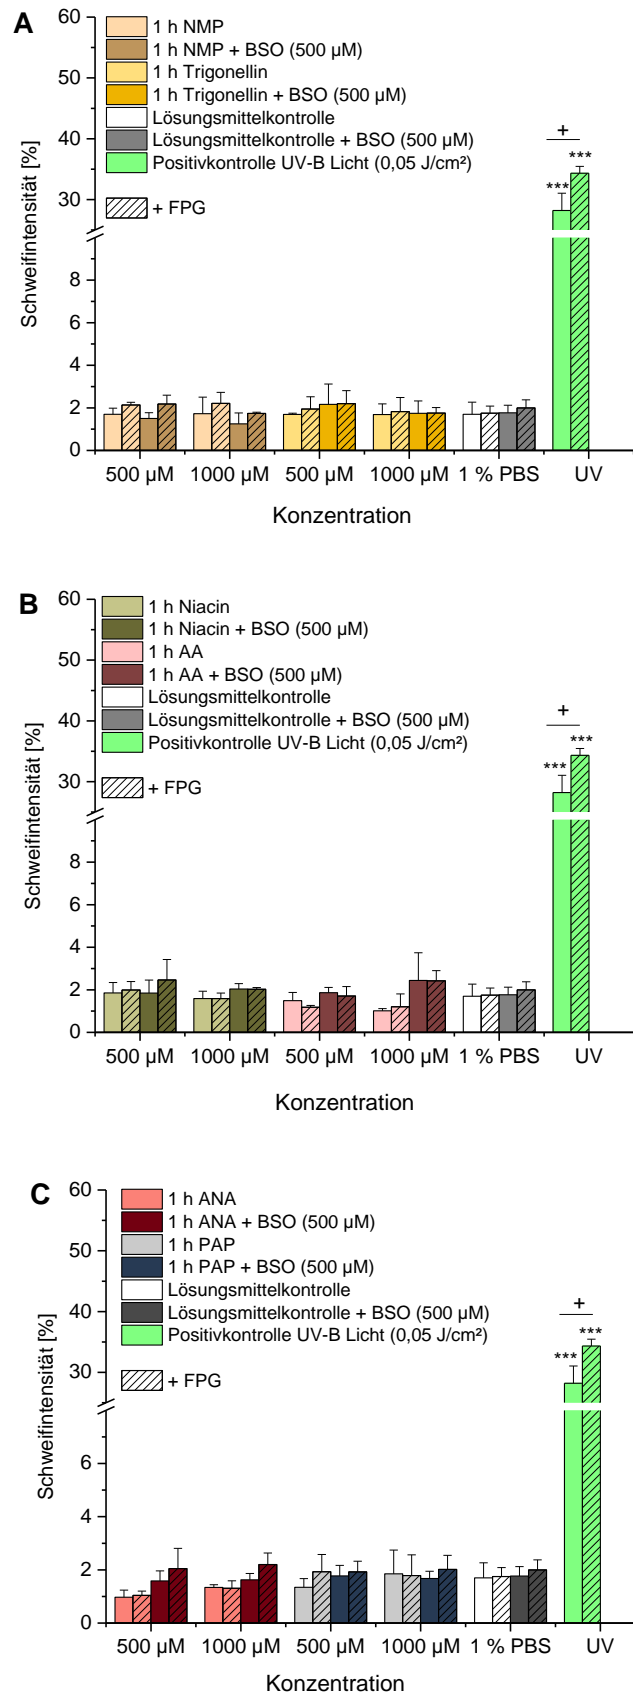 A
60
50
40
30
8
6
4
2
0
Schweifintensität [%]
1 h NMP
1 h NMP + BSO (500 µM)
1 h Trigonellin
1 h Trigonellin + BSO (500 µM)
Lösungsmittelkontrolle
Lösungsmittelkontrolle + BSO (500 µM)
Positivkontrolle UV-B Licht (0,05 J/cm²)
+ FPG
+
***
***
500 µM 1000 µM 500 µM 1000 µM 1 % PBS UV
Konzentration
B
60
50
40
30
8
6
4
2
0
Schweifintensität [%]
1 h Niacin
1 h Niacin + BSO (500 µM)
1 h AA
1 h AA + BSO (500 µM)
Lösungsmittelkontrolle
Lösungsmittelkontrolle + BSO (500 µM)
Positivkontrolle UV-B Licht (0,05 J/cm²)
+ FPG
+
***
***
500 µM 1000 µM 500 µM 1000 µM 1 % PBS UV
Konzentration
C
60
50
40
30
6
4
2
0
Schweifintensität [%]
1 h ANA
1 h ANA + BSO (500 µM)
1 h PAP
1 h PAP + BSO (500 µM)
Lösungsmittelkontrolle
Lösungsmittelkontrolle + BSO (500 µM)
Positivkontrolle UV-B Licht (0,05 J/cm²)
+ FPG
+
***
***
500 µM 1000 µM 500 µM 1000 µM 1 % PBS UV
Konzentration